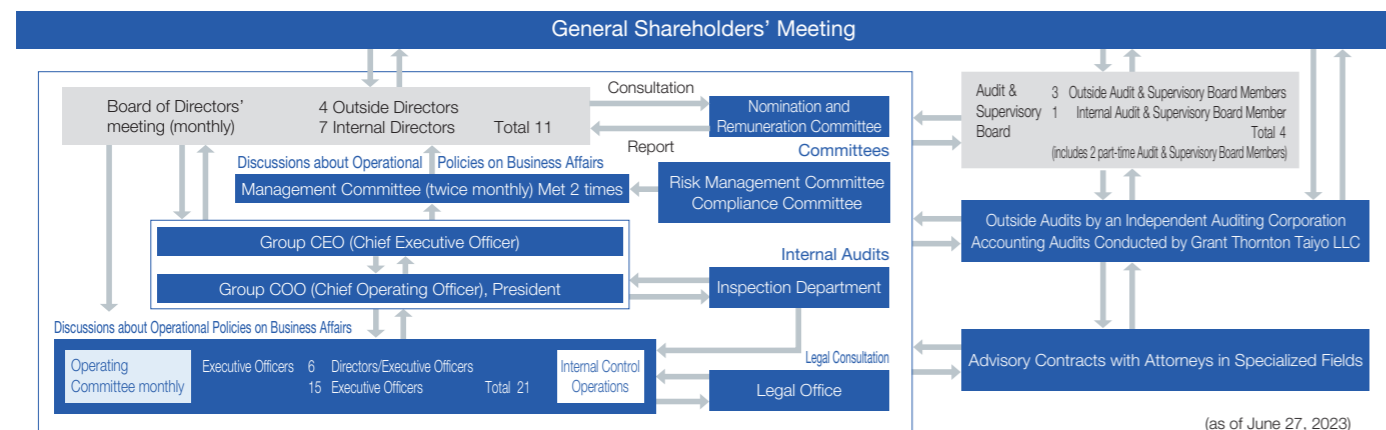 General Shareholders' Meeting
Board of Directors'
meeting (monthly)
4 Outside Directors
7 Internal Directors Total 11
Consultation
Report
Nomination and
Remuneration Committee
Committees
Discussions about Operational Policies on Business Affairs
Management Committee (twice monthly) Met 2 times
Risk Management Committee
Compliance Committee
Group CEO (Chief Executive Officer)
Group COO (Chief Operating Officer), President
Internal Audits
Inspection Department
Discussions about Operational Policies on Business Affairs
Operating
Committee monthly
Executive Officers 6 Directors/Executive Officers
15 Executive Officers Total 21
Internal Control
Operations
Legal Consultation
Legal Office
Audit &
Supervisory
Board
3 Outside Audit & Supervisory Board Members
1 Internal Audit & Supervisory Board Member
Total 4
(includes 2 part-time Audit & Supervisory Board Members)
Outside Audits by an Independent Auditing Corporation
Accounting Audits Conducted by Grant Thornton Taiyo LLC
Advisory Contracts with Attorneys in Specialized Fields
(as of June 27, 2023)